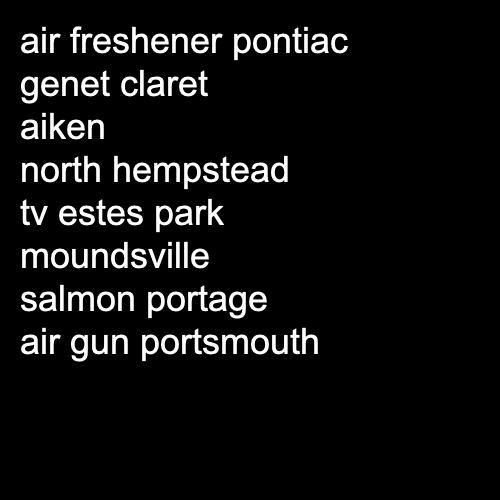 air freshener pontiac
genet claret
aiken
north hempstead
tv estes park
moundsville
salmon portage
air gun portsmouth